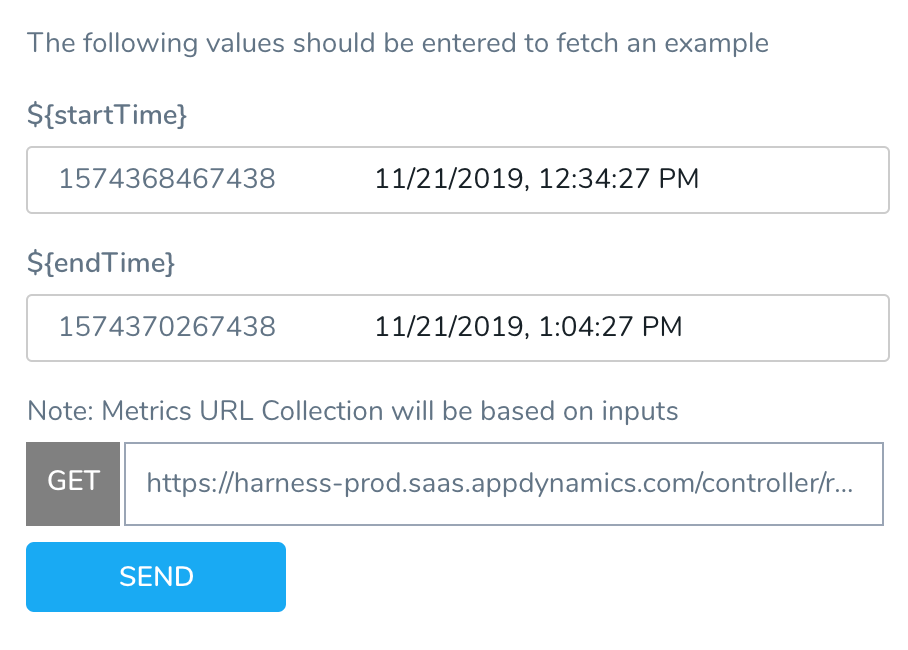 The following values should be entered to fetch an example
${startTime}
1574368467438 11/21/2019, 12:34:27 PM
${endTime}
1574370267438 11/21/2019, 1:04:27 PM
Note: Metrics URL Collection will be based on inputs
GET https://harness-prod.saas.appdynamics.com/controller/r...
SEND